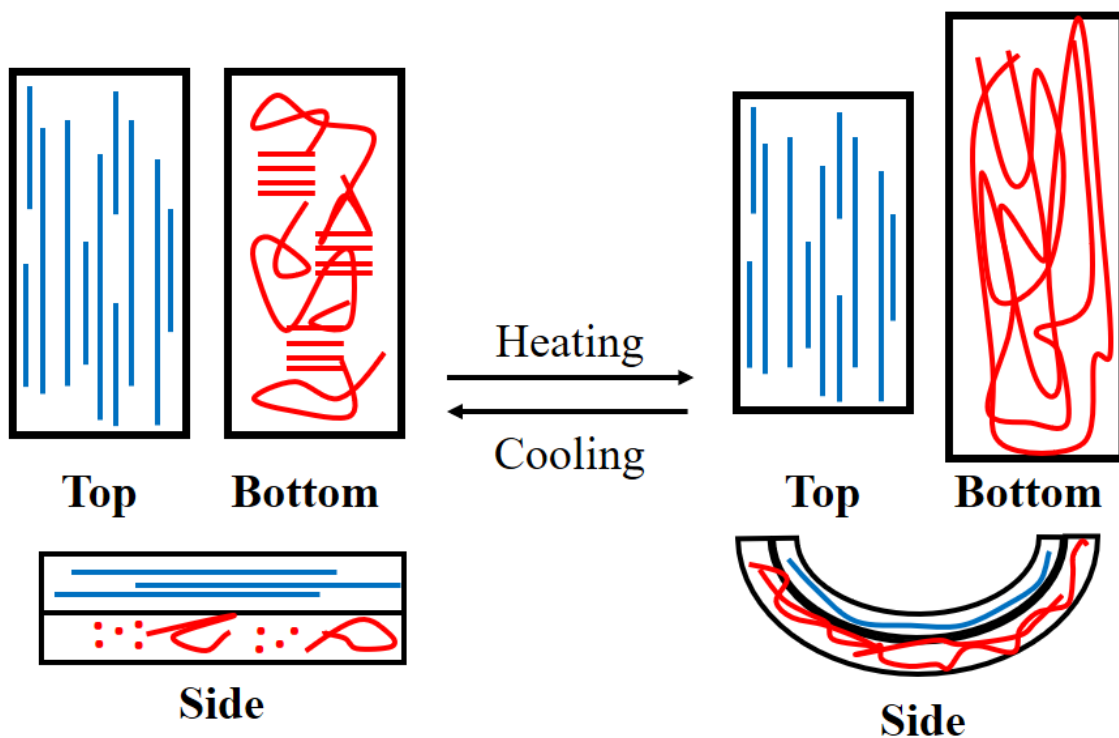 Heating
Cooling
Top
Bottom
Top
Bottom
Side
Side